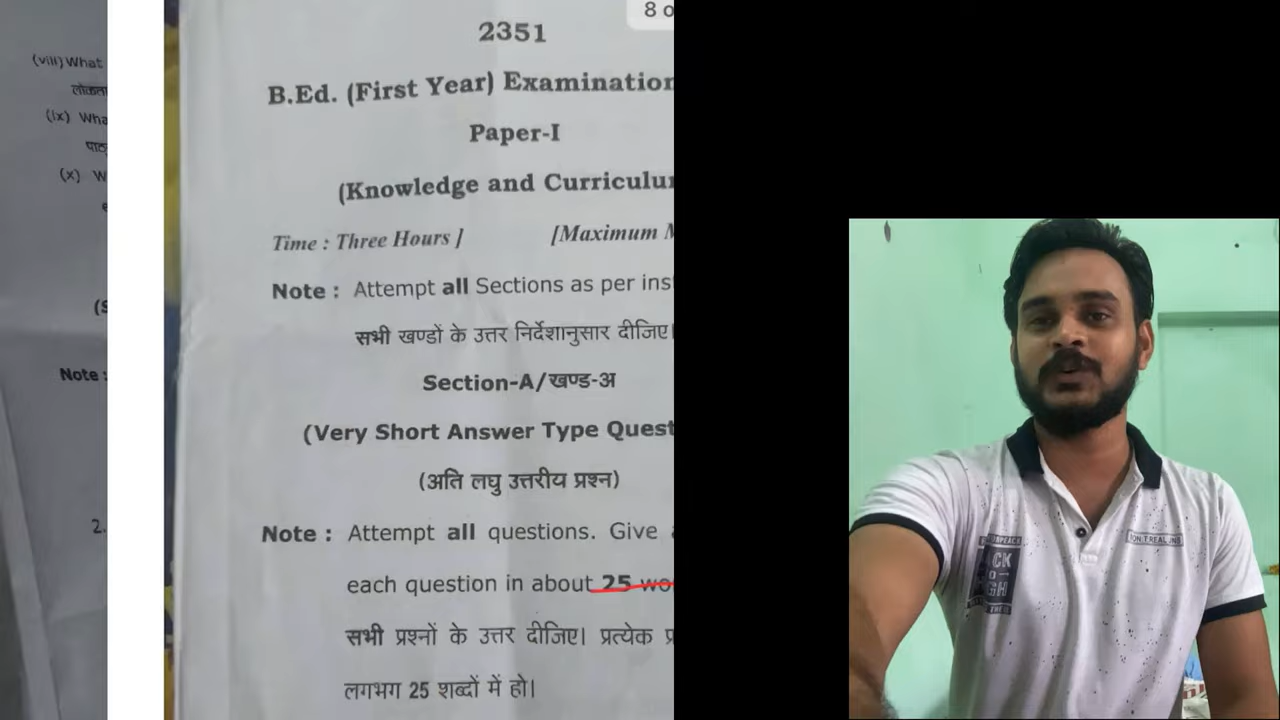 (viii) What
(ix) Wha
पाठ्
(x) W
(S
Note :
2.
8 o
2351
B.Ed. (First Year) Examination
Paper-I
(Knowledge and Curriculu
Time : Three Hours ] [Maximum M
Note : Attempt all Sections as per ins
सभी खण्डों के उत्तर निर्देशानुसार दीजिए।
Section-A/खण्ड-अ
(Very Short Answer Type Quest
(अति लघु उत्तरीय प्रश्न)
Note : Attempt all questions. Give
each question in about 25 wo
सभी प्रश्नों के उत्तर दीजिए। प्रत्येक प्र
लगभग 25 शब्दों में हो।